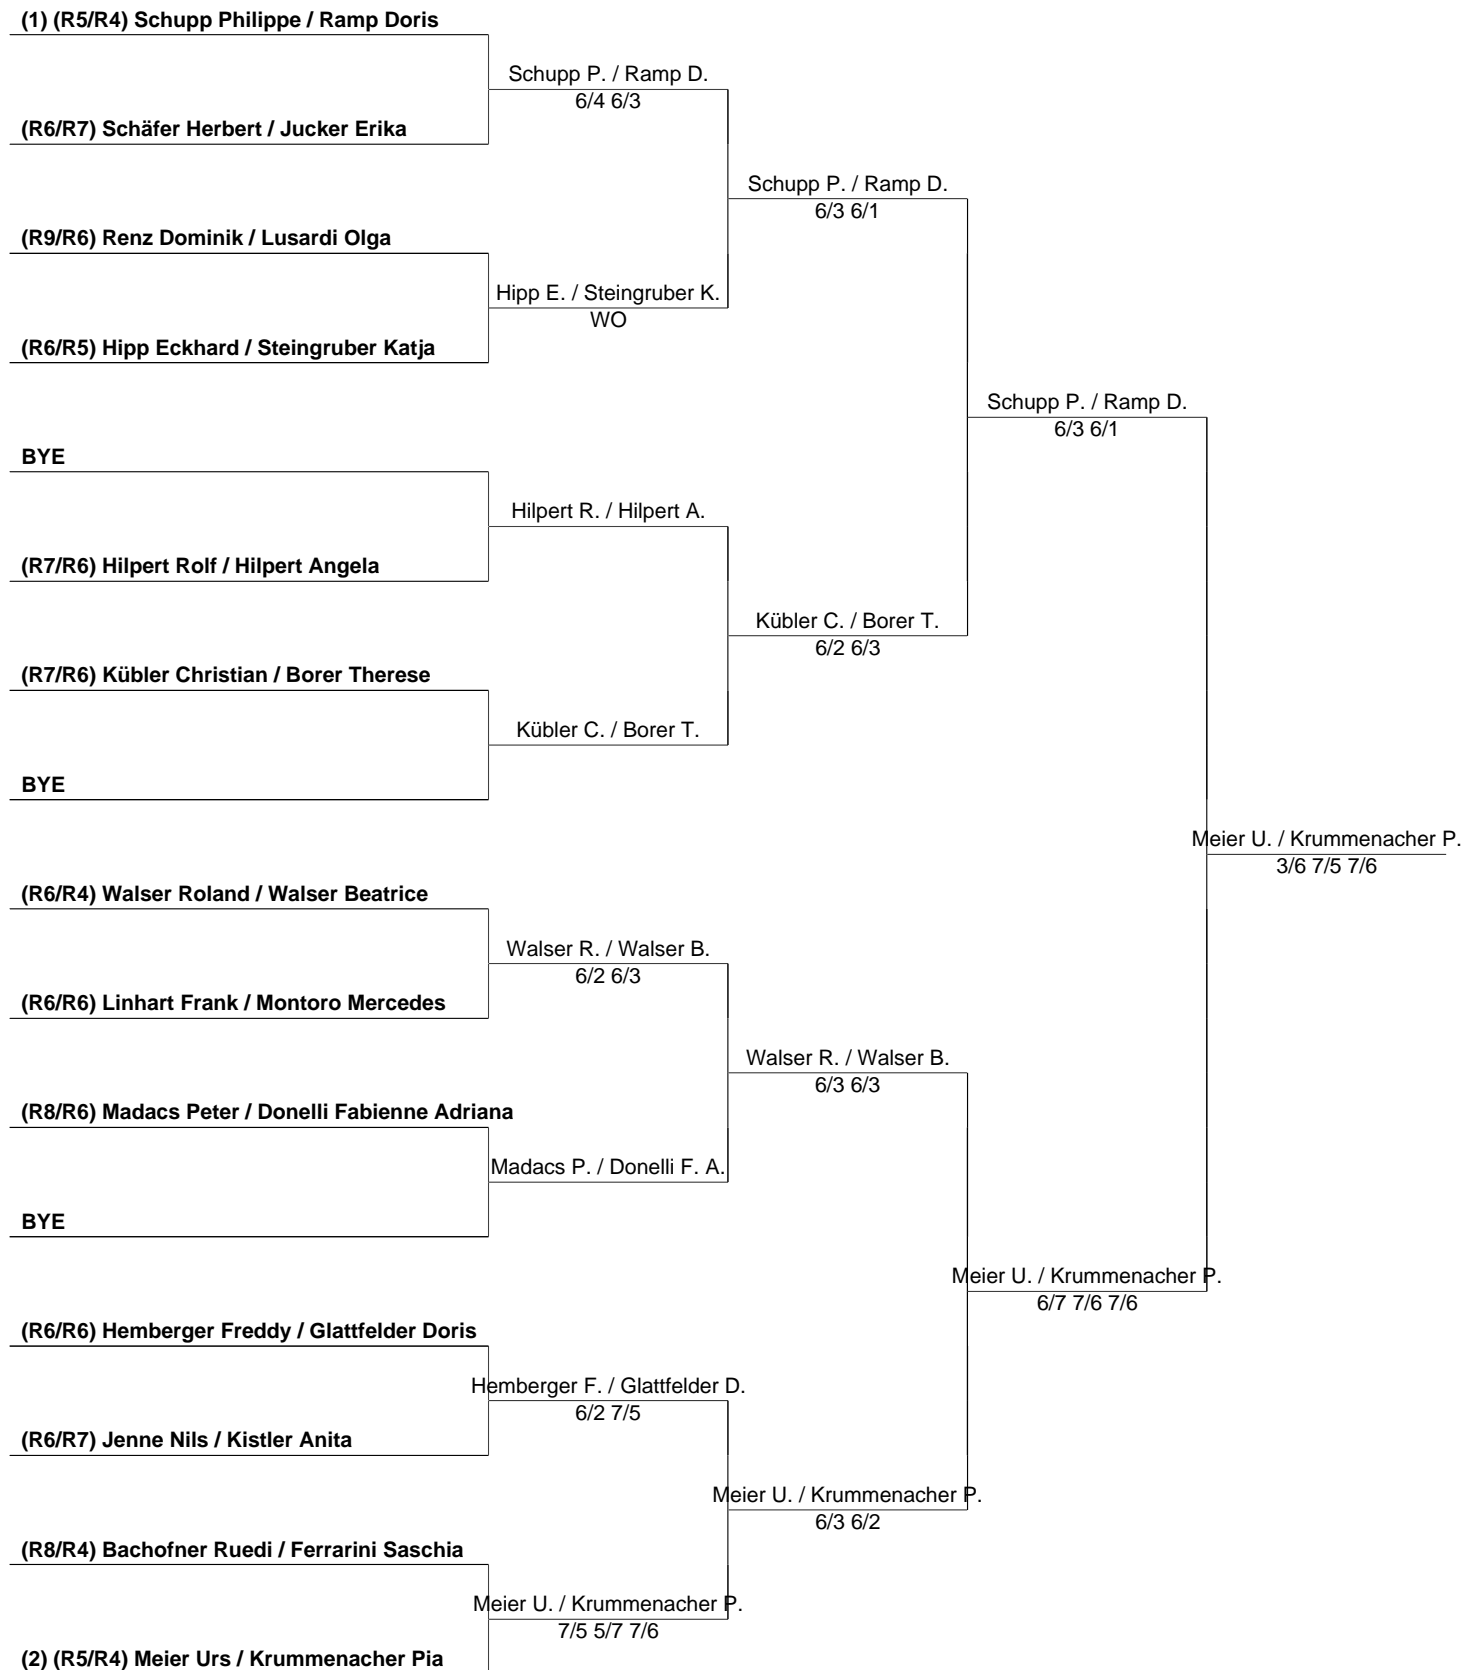 (1) (R5/R4) Schupp Philippe / Ramp Doris
Schupp P. / Ramp D.
6/4 6/3
(R6/R7) Schäfer Herbert / Jucker Erika
Schupp P. / Ramp D.
6/3 6/1
(R9/R6) Renz Dominik / Lusardi Olga
Hipp E. / Steingruber K.
WO
(R6/R5) Hipp Eckhard / Steingruber Katja
Schupp P. / Ramp D.
6/3 6/1
BYE
Hilpert R. / Hilpert A.
(R7/R6) Hilpert Rolf / Hilpert Angela
Kübler C. / Borer T.
6/2 6/3
(R7/R6) Kübler Christian / Borer Therese
Kübler C. / Borer T.
BYE
Meier U. / Krummenacher P.
3/6 7/5 7/6
(R6/R4) Walser Roland / Walser Beatrice
Walser R. / Walser B.
6/2 6/3
(R6/R6) Linhart Frank / Montoro Mercedes
Walser R. / Walser B.
6/3 6/3
(R8/R6) Madacs Peter / Donelli Fabienne Adriana
Madacs P. / Donelli F. A.
BYE
Meier U. / Krummenacher P.
6/7 7/6 7/6
(R6/R6) Hemberger Freddy / Glattfelder Doris
Hemberger F. / Glattfelder D.
6/2 7/5
(R6/R7) Jenne Nils / Kistler Anita
Meier U. / Krummenacher P.
6/3 6/2
(R8/R4) Bachofner Ruedi / Ferrarini Saschia
Meier U. / Krummenacher P.
7/5 5/7 7/6
(2) (R5/R4) Meier Urs / Krummenacher Pia